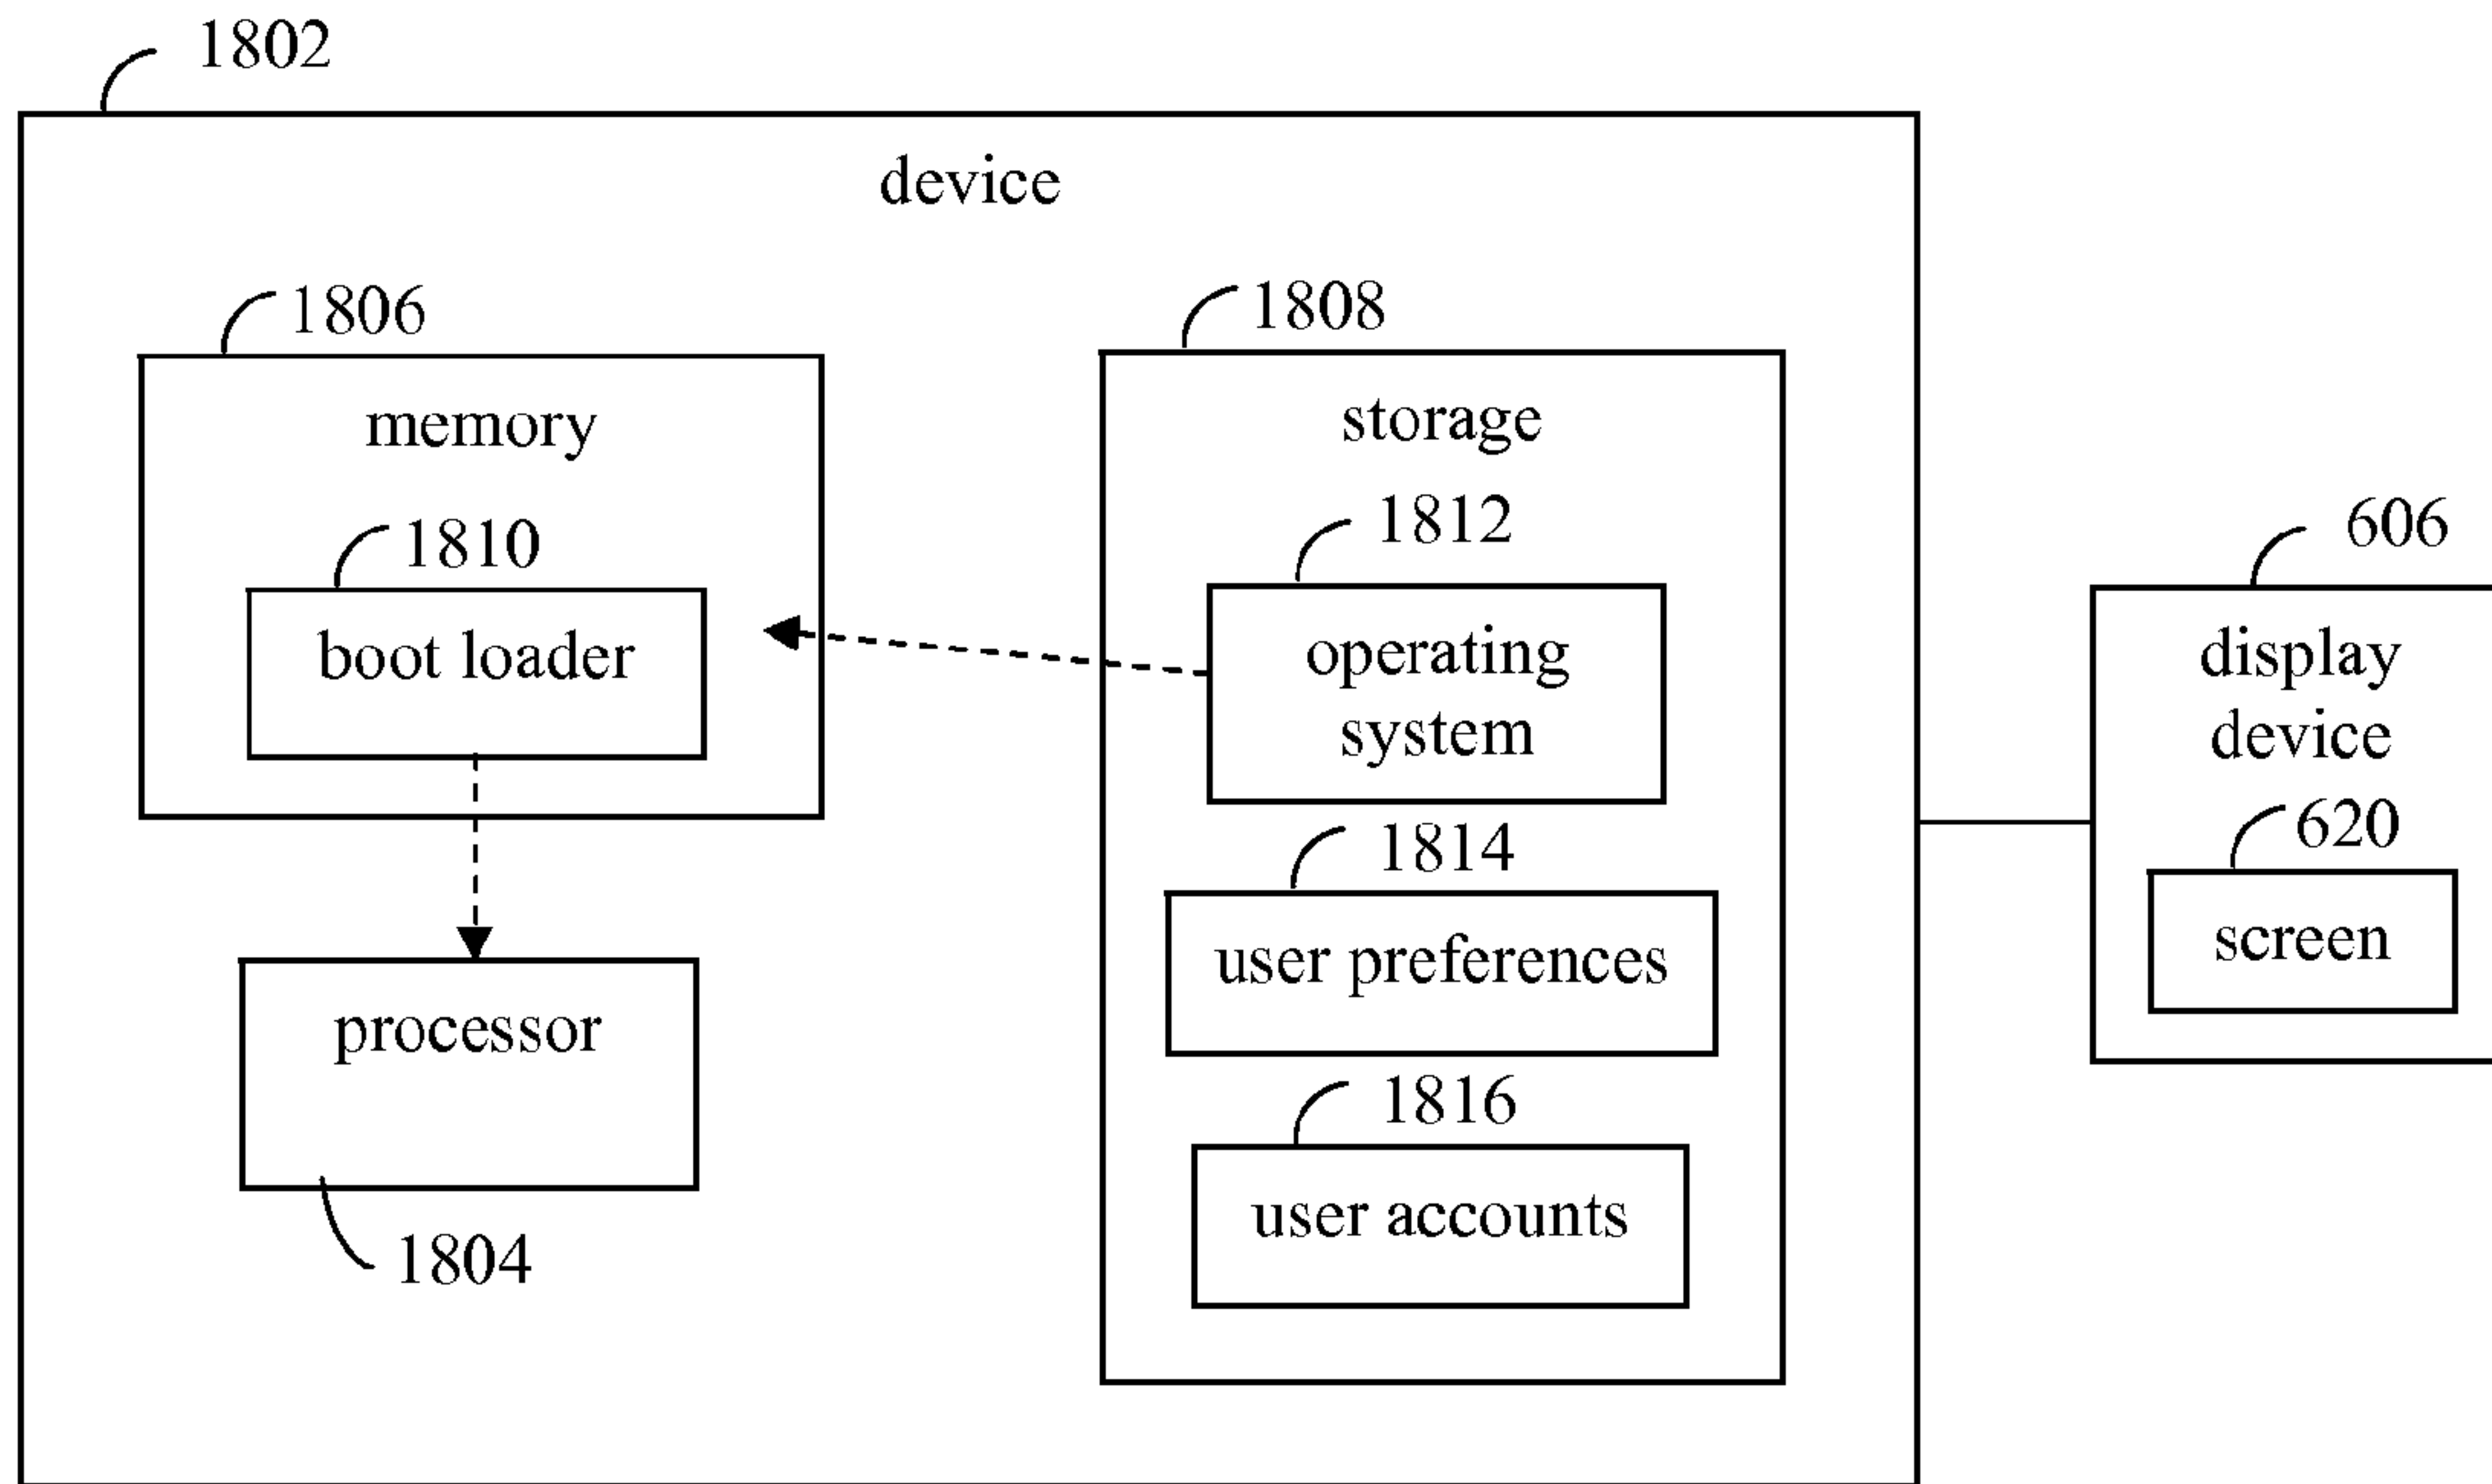 1802
device
1806
memory
1810
boot loader
processor
1804
1808
storage
1812
operating
system
1814
user preferences
1816
user accounts
606
display
device
620
screen